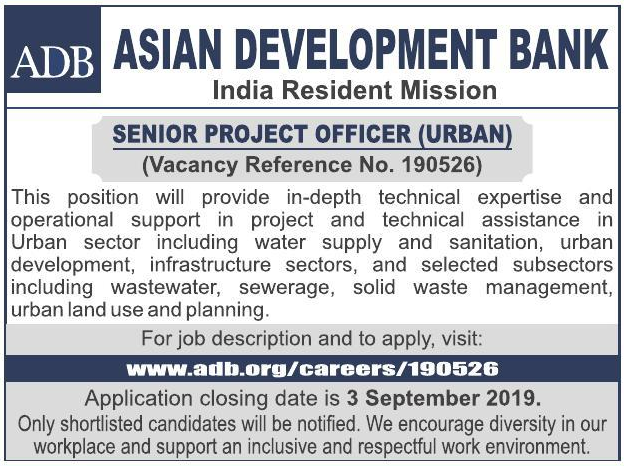 ADB
ASIAN DEVELOPMENT BANK
India Resident Mission
SENIOR PROJECT OFFICER (URBAN)
(Vacancy Reference No. 190526)
This position will provide in-depth technical expertise and
operational support in project and technical assistance in
Urban sector including water supply and sanitation, urban
development, infrastructure sectors, and selected subsectors
including wastewater, sewerage, solid waste management,
urban land use and planning.
For job description and to apply, visit:
www.adb.org/careers/190526
Application closing date is 3 September 2019.
Only shortlisted candidates will be notified. We encourage diversity in our
workplace and support an inclusive and respectful work environment.